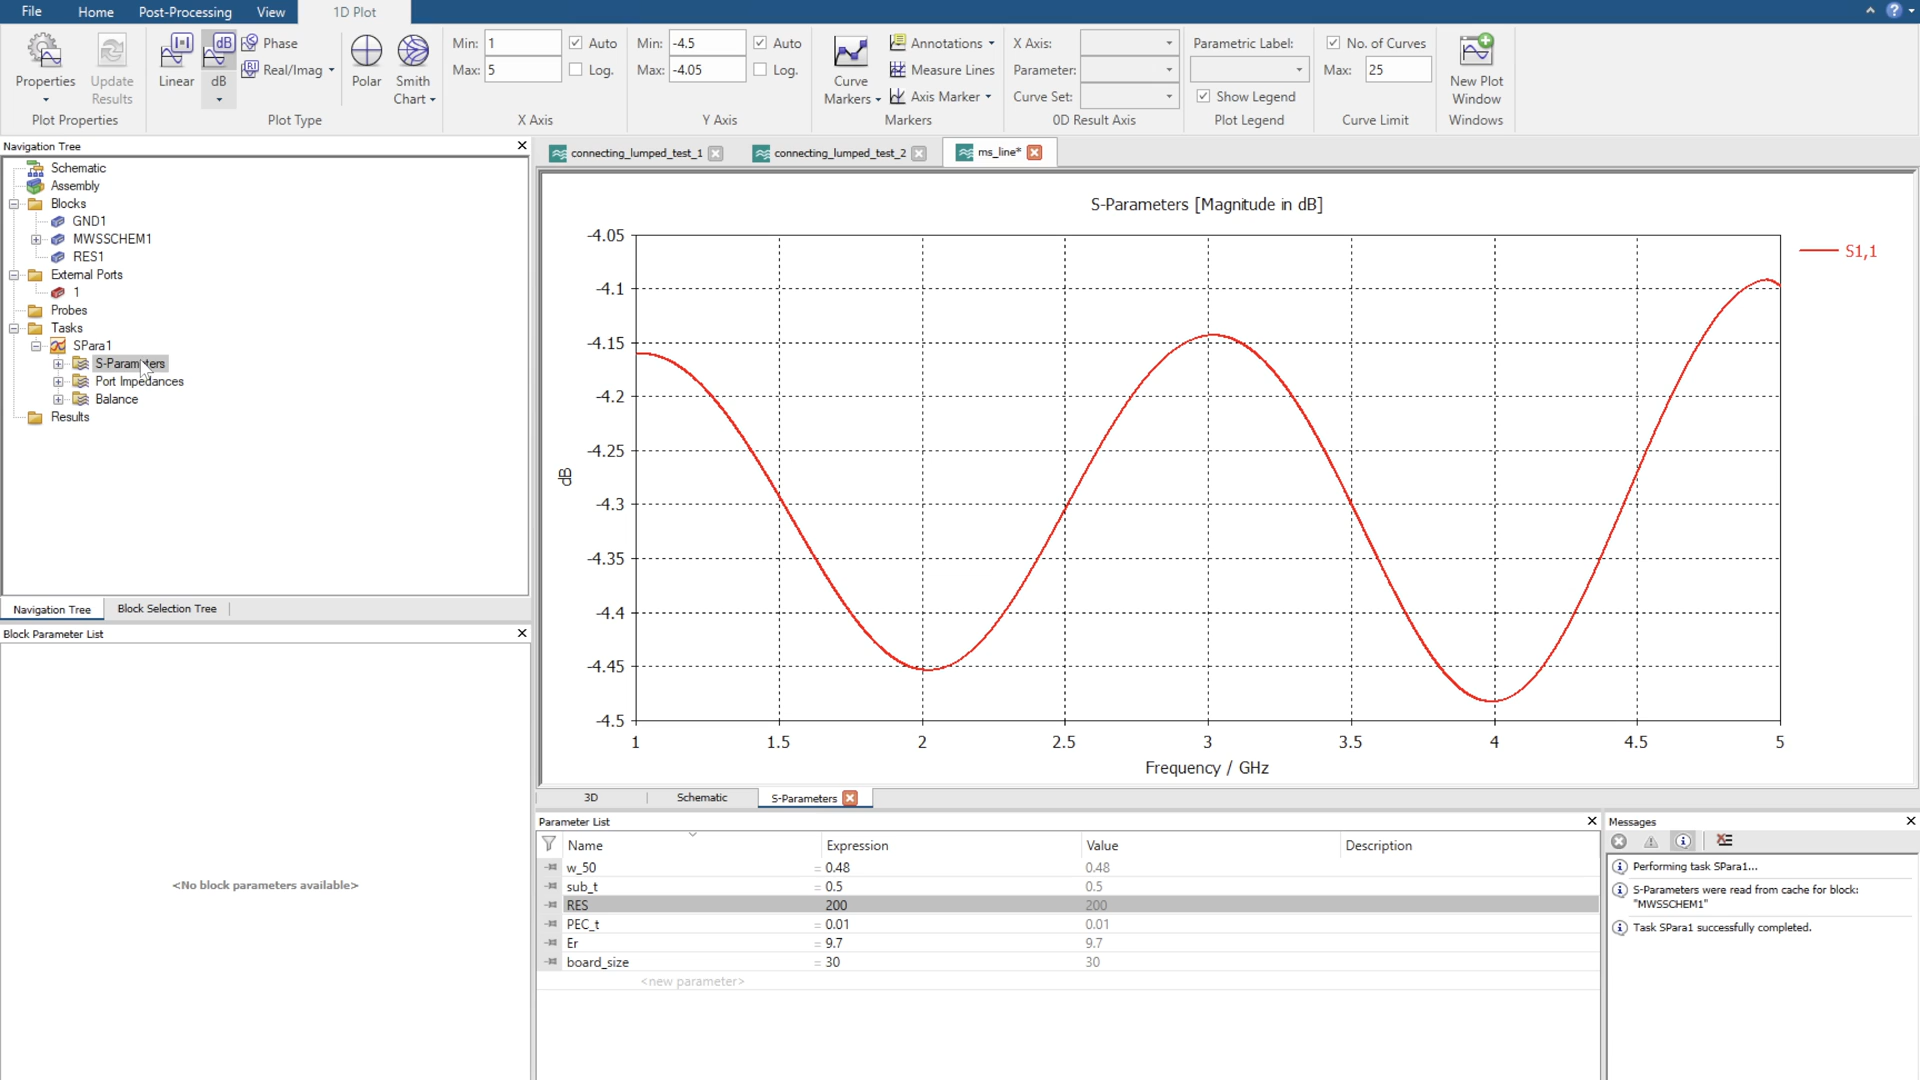 File Home Post-Processing View 1D Plot
Properties
Update Results
Plot Properties
Linear
dB
Phase
Real/Imag
Polar
Smith Chart
Plot Type
Min: 1 Auto
Max: 5 Log.
X Axis
Min: -4.5 Auto
Max: -4.05 Log.
Y Axis
Curve Markers
Annotations
Measure Lines
Axis Marker
Markers
X Axis:
Parameter:
Curve Set:
0D Result Axis
Parametric Label:
Show Legend
Plot Legend
No. of Curves
Max: 25
Curve Limit
New Plot Window
Windows
Navigation Tree
Schematic
Assembly
Blocks
GND1
MWSSCHEM1
RES1
External Ports
1
Probes
Tasks
SPara1
S-Parameters
Port Impedances
Balance
Results
Navigation Tree Block Selection Tree
Block Parameter List
<No block parameters available>
connecting_lumped_test_1 connecting_lumped_test_2 ms_line*
S-Parameters [Magnitude in dB]
S1,1
-4.05
-4.1
-4.15
-4.2
-4.25
-4.3
-4.35
-4.4
-4.45
-4.5
dB
1 1.5 2 2.5 3 3.5 4 4.5 5
Frequency / GHz
3D Schematic S-Parameters
Parameter List
Name Expression Value Description
w_50 = 0.48 0.48
sub_t = 0.5 0.5
RES 200 200
PEC_t = 0.01 0.01
Er = 9.7 9.7
board_size = 30 30
<new parameter>
Messages
Performing task SPara1...
S-Parameters were read from cache for block:
"MWSSCHEM1"
Task SPara1 successfully completed.